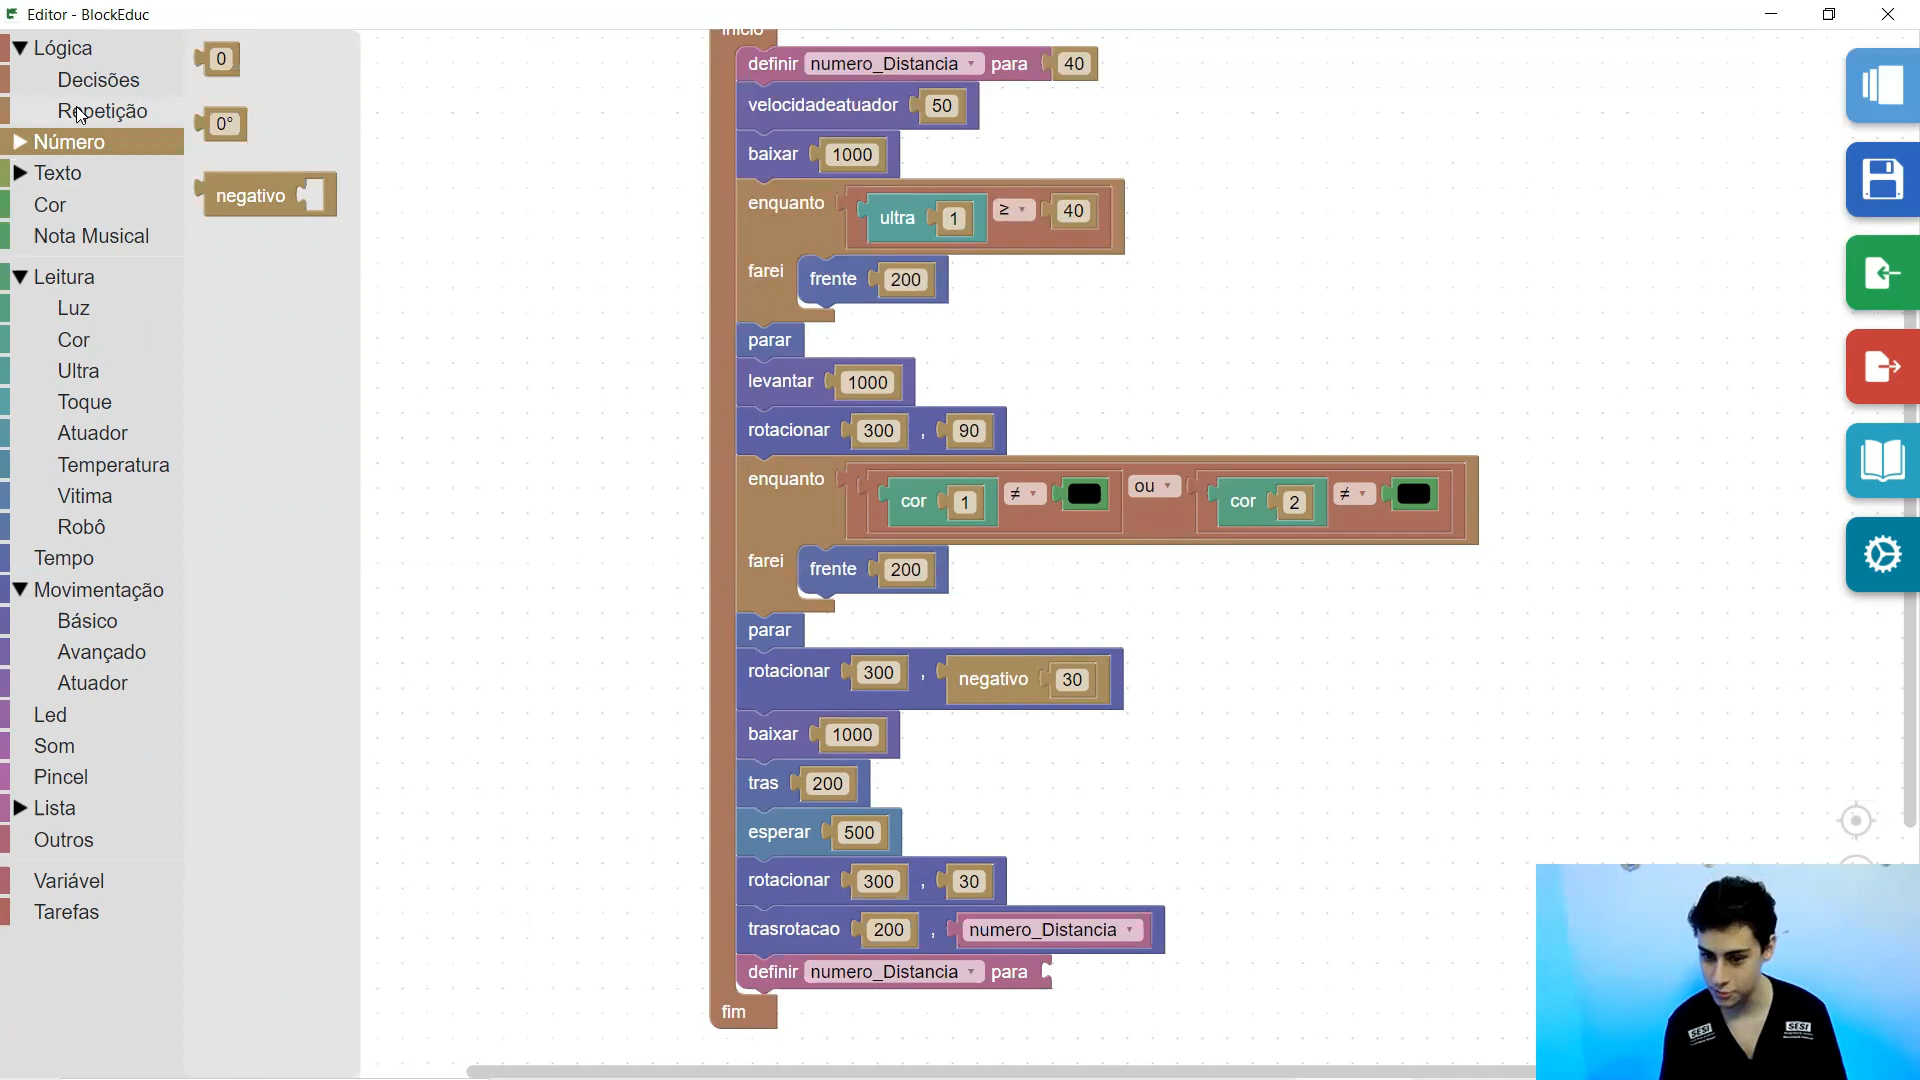 Editor - BlockEduc
Lógica
Decisões
Repetição
Número
Texto
Cor
Nota Musical
Leitura
Luz
Cor
Ultra
Toque
Atuador
Temperatura
Vitima
Robô
Tempo
Movimentação
Básico
Avançado
Atuador
Led
Som
Pincel
Lista
Outros
Variável
Tarefas
0
0°
negativo
início
definir numero_Distancia para 40
velocidadeatuador 50
baixar 1000
enquanto ultra 1 ≥ 40
farei frente 200
parar
levantar 1000
rotacionar 300 , 90
enquanto cor 1 ≠ ou cor 2 ≠
farei frente 200
parar
rotacionar 300 , negativo 30
baixar 1000
tras 200
esperar 500
rotacionar 300 , 30
trasrotacao 200 , numero_Distancia
definir numero_Distancia para
fim
SESI
SESI